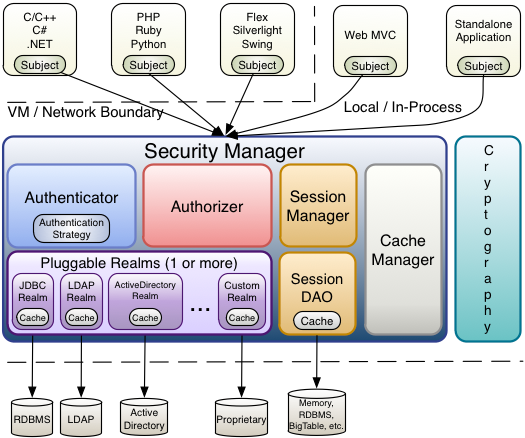 C/C++
C#
.NET
Subject
PHP
Ruby
Python
Subject
Flex
Silverlight
Swing
Subject
Web MVC
Subject
Standalone
Application
Subject
VM / Network Boundary
Local / In-Process
Security Manager
Authenticator
Authentication
Strategy
Authorizer
Session
Manager
Cache
Manager
Cryptography
Pluggable Realms (1 or more)
JDBC
Realm
Cache
LDAP
Realm
Cache
ActiveDirectory
Realm
Cache
...
Custom
Realm
Cache
Session
DAO
Cache
RDBMS
LDAP
Active
Directory
Proprietary
Memory,
RDBMS,
BigTable, etc.